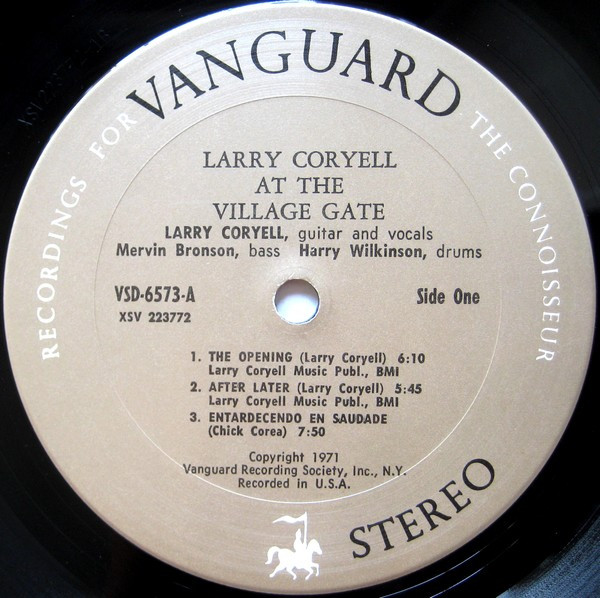 VANGUARD
RECORDINGS FOR THE CONNOISSEUR
LARRY CORYELL
AT THE
VILLAGE GATE
LARRY CORYELL, guitar and vocals
Mervin Bronson, bass Harry Wilkinson, drums
VSD-6573-A Side One
XSV 223772
1. THE OPENING (Larry Coryell) 6:10
Larry Coryell Music Publ., BMI
2. AFTER LATER (Larry Coryell) 5:45
Larry Coryell Music Publ., BMI
3. ENTARDECENDO EN SAUDADE
(Chick Corea) 7:50
Copyright 1971
Vanguard Recording Society, Inc., N.Y.
Recorded in U.S.A.
STEREO